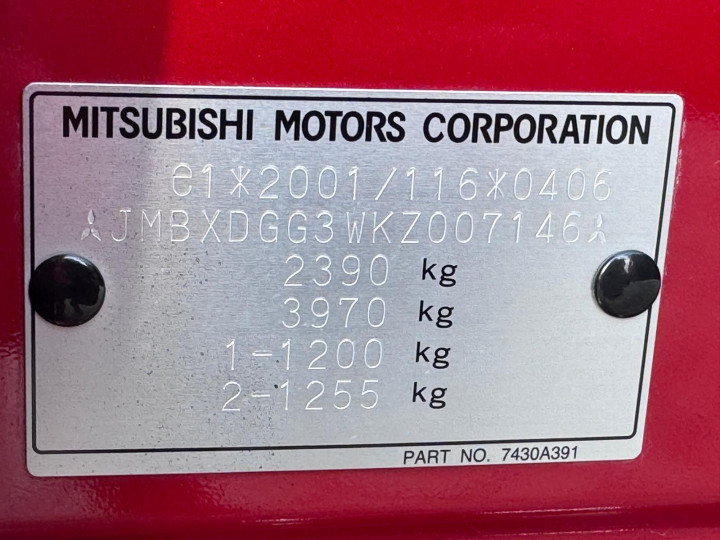 MITSUBISHI MOTORS CORPORATION
e1*2001/116*0406
JMBXDGG3WKZ007146
2390 kg
3970 kg
1-1200 kg
2-1255 kg
PART NO. 7430A391